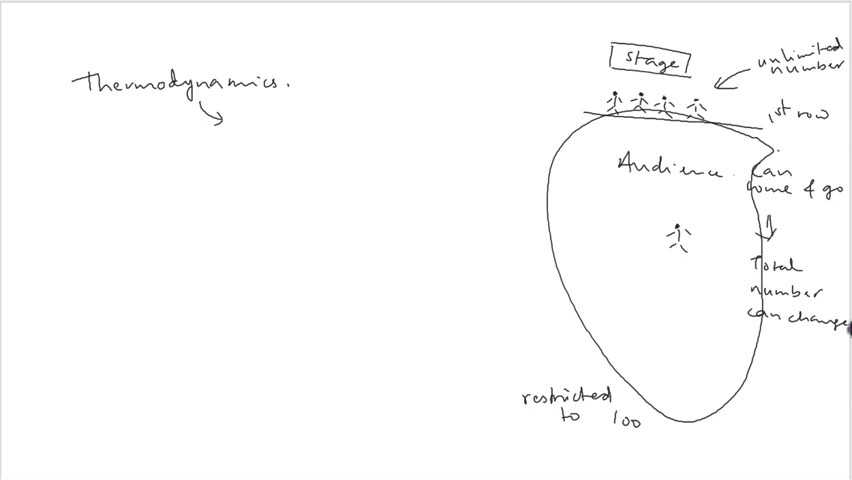 Thermodynamics.
Stage
unlimited
number
1st row
Audience.
Can
come & go
Total
number
can change
restricted
to 100